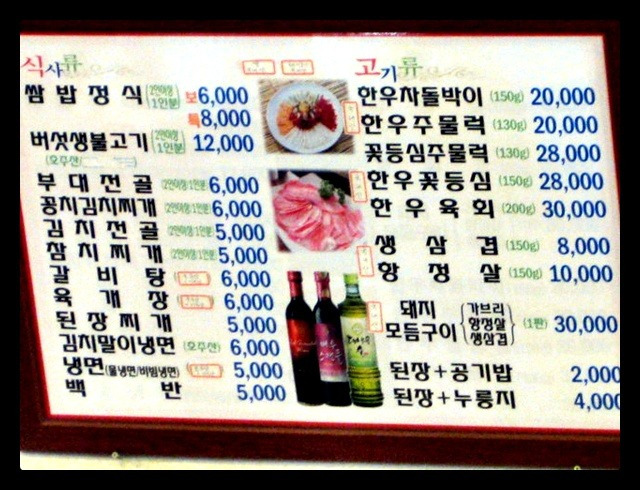 식사류
쌈밥정식 (2인이상 1인분) 보 6,000
특 8,000
버섯생불고기 (2인이상 1인분) 12,000
(호주산)
부대전골 (2인이상 1인분) 6,000
꽁치김치찌개 (2인이상 1인분) 6,000
김치전골 (2인이상 1인분) 5,000
참치찌개 (2인이상 1인분) 5,000
갈비탕 6,000
육개장 6,000
된장찌개 5,000
김치말이냉면 (호주산) 6,000
냉면 (물냉면/비빔냉면) 5,000
백반 5,000
고기류
한우차돌박이 (150g) 20,000
한우주물럭 (130g) 20,000
꽃등심주물럭 (130g) 28,000
한우꽃등심 (150g) 28,000
한우육회 (200g) 30,000
생삼겹 (150g) 8,000
항정살 (150g) 10,000
돼지 모듬구이 {가브리 항정살 생삼겹} (1판) 30,000
된장+공기밥 2,000
된장+누룽지 4,000